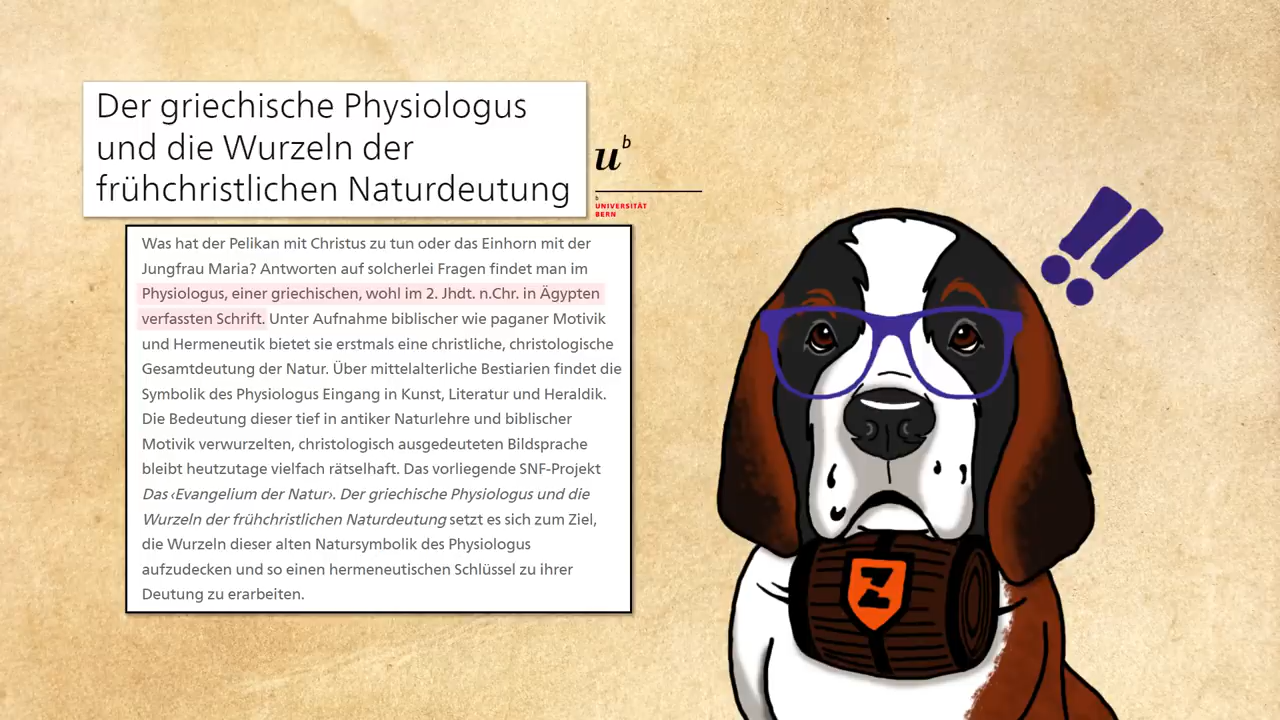 Der griechische Physiologus
und die Wurzeln der
frühchristlichen Naturdeutung
u b
b
UNIVERSITÄT
BERN
Was hat der Pelikan mit Christus zu tun oder das Einhorn mit der
Jungfrau Maria? Antworten auf solcherlei Fragen findet man im
Physiologus, einer griechischen, wohl im 2. Jhdt. n.Chr. in Ägypten
verfassten Schrift. Unter Aufnahme biblischer wie paganer Motivik
und Hermeneutik bietet sie erstmals eine christliche, christologische
Gesamtdeutung der Natur. Über mittelalterliche Bestiarien findet die
Symbolik des Physiologus Eingang in Kunst, Literatur und Heraldik.
Die Bedeutung dieser tief in antiker Naturlehre und biblischer
Motivik verwurzelten, christologisch ausgedeuteten Bildsprache
bleibt heutzutage vielfach rätselhaft. Das vorliegende SNF-Projekt
Das ‹Evangelium der Natur›. Der griechische Physiologus und die
Wurzeln der frühchristlichen Naturdeutung setzt es sich zum Ziel,
die Wurzeln dieser alten Natursymbolik des Physiologus
aufzudecken und so einen hermeneutischen Schlüssel zu ihrer
Deutung zu erarbeiten.
!!
Z